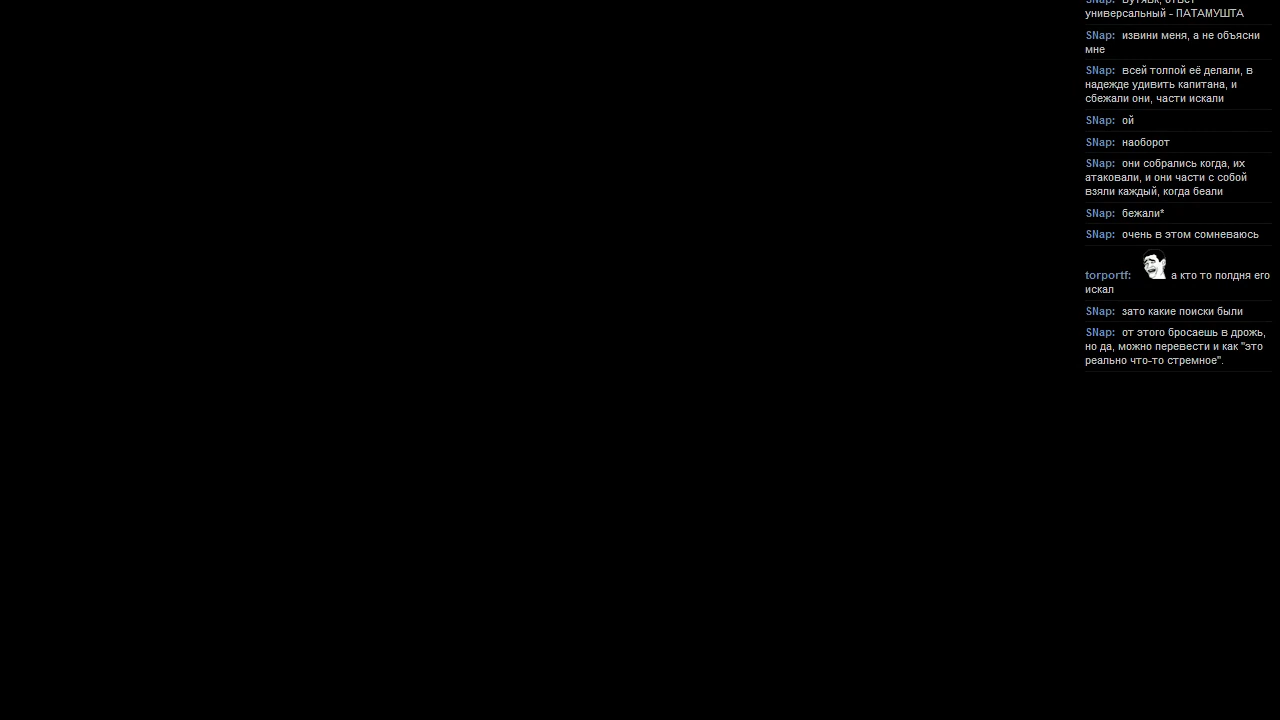 универсальный - ПАТАМУШТА
SNap: извини меня, а не объясни
мне
SNap: всей толпой её делали, в
надежде удивить капитана, и
сбежали они, части искали
SNap: ой
SNap: наоборот
SNap: они собрались когда, их
атаковали, и они части с собой
взяли каждый, когда беали
SNap: бежали*
SNap: очень в этом сомневаюсь
torportf: а кто то полдня его
искал
SNap: зато какие поиски были
SNap: от этого бросаешь в дрожь,
но да, можно перевести и как "это
реально что-то стремное".